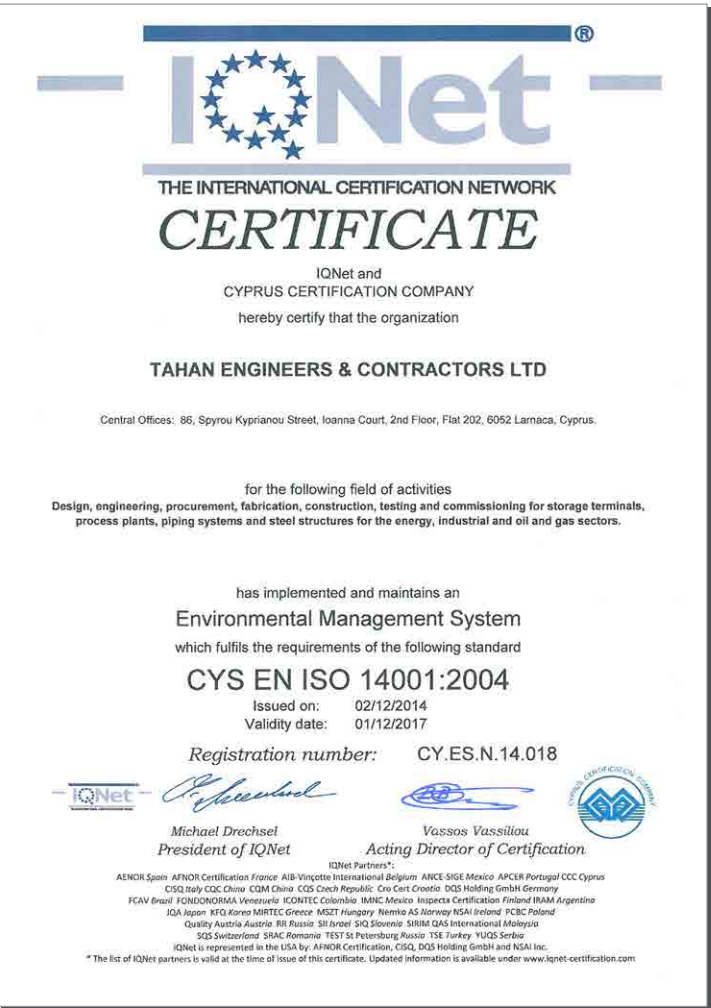 IQNet ®
THE INTERNATIONAL CERTIFICATION NETWORK
CERTIFICATE
IQNet and
CYPRUS CERTIFICATION COMPANY
hereby certify that the organization
TAHAN ENGINEERS & CONTRACTORS LTD
Central Offices: 86, Spyrou Kyprianou Street, Ioanna Court, 2nd Floor, Flat 202, 6052 Larnaca, Cyprus.
for the following field of activities
Design, engineering, procurement, fabrication, construction, testing and commissioning for storage terminals,
process plants, piping systems and steel structures for the energy, industrial and oil and gas sectors.
has implemented and maintains an
Environmental Management System
which fulfils the requirements of the following standard
CYS EN ISO 14001:2004
Issued on: 02/12/2014
Validity date: 01/12/2017
Registration number: CY.ES.N.14.018
IQNet
CYPRUS CERTIFICATION COMPANY
Michael Drechsel Vassos Vassiliou
President of IQNet Acting Director of Certification
IQNet Partners*:
AENOR Spain AFNOR Certification France AIB-Vinçotte International Belgium ANCE-SIGE Mexico APCER Portugal CCC Cyprus
CISQ Italy CQC China CQM China CQS Czech Republic Cro Cert Croatia DQS Holding GmbH Germany
FCAV Brazil FONDONORMA Venezuela ICONTEC Colombia IMNC Mexico Inspecta Certification Finland IRAM Argentina
JQA Japan KFQ Korea MIRTEC Greece MSZT Hungary Nemko AS Norway NSAI Ireland PCBC Poland
Quality Austria Austria RR Russia SII Israel SIQ Slovenia SIRIM QAS International Malaysia
SQS Switzerland SRAC Romania TEST St Petersburg Russia TSE Turkey YUQS Serbia
IQNet is represented in the USA by: AFNOR Certification, CISQ, DQS Holding GmbH and NSAI Inc.
* The list of IQNet partners is valid at the time of issue of this certificate. Updated information is available under www.iqnet-certification.com